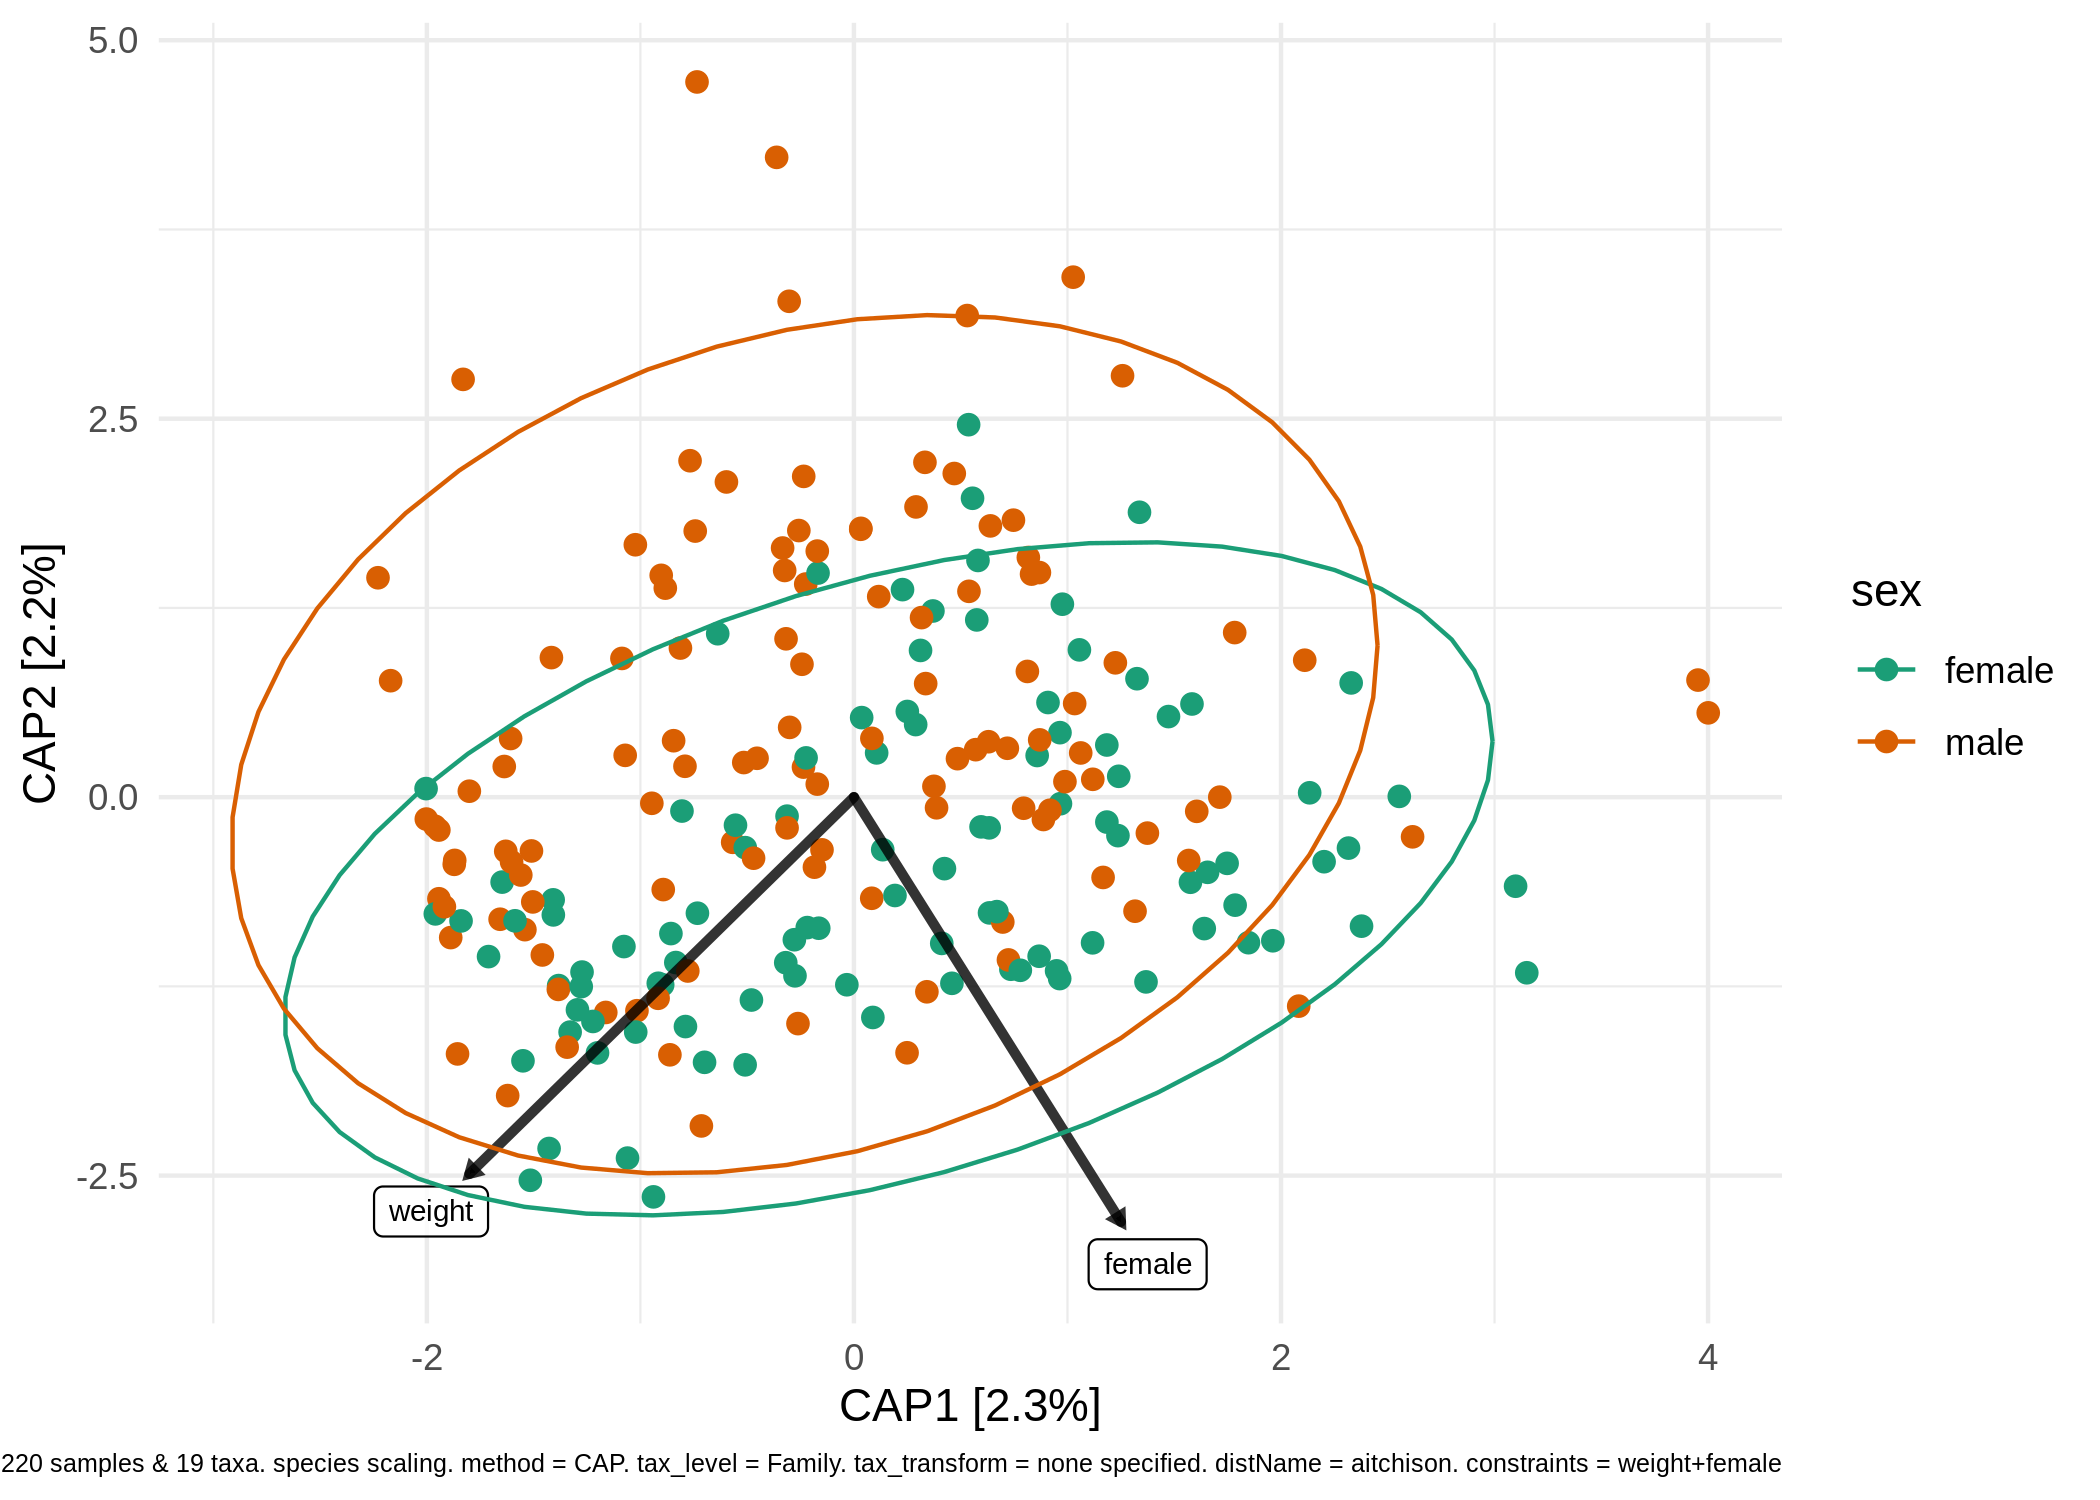 5.0
2.5
0.0
-2.5
CAP2 [2.2%]
weight
female
-2
0
2
4
CAP1 [2.3%]
sex
female
male
220 samples & 19 taxa. species scaling. method = CAP. tax_level = Family. tax_transform = none specified. distName = aitchison. constraints = weight+female